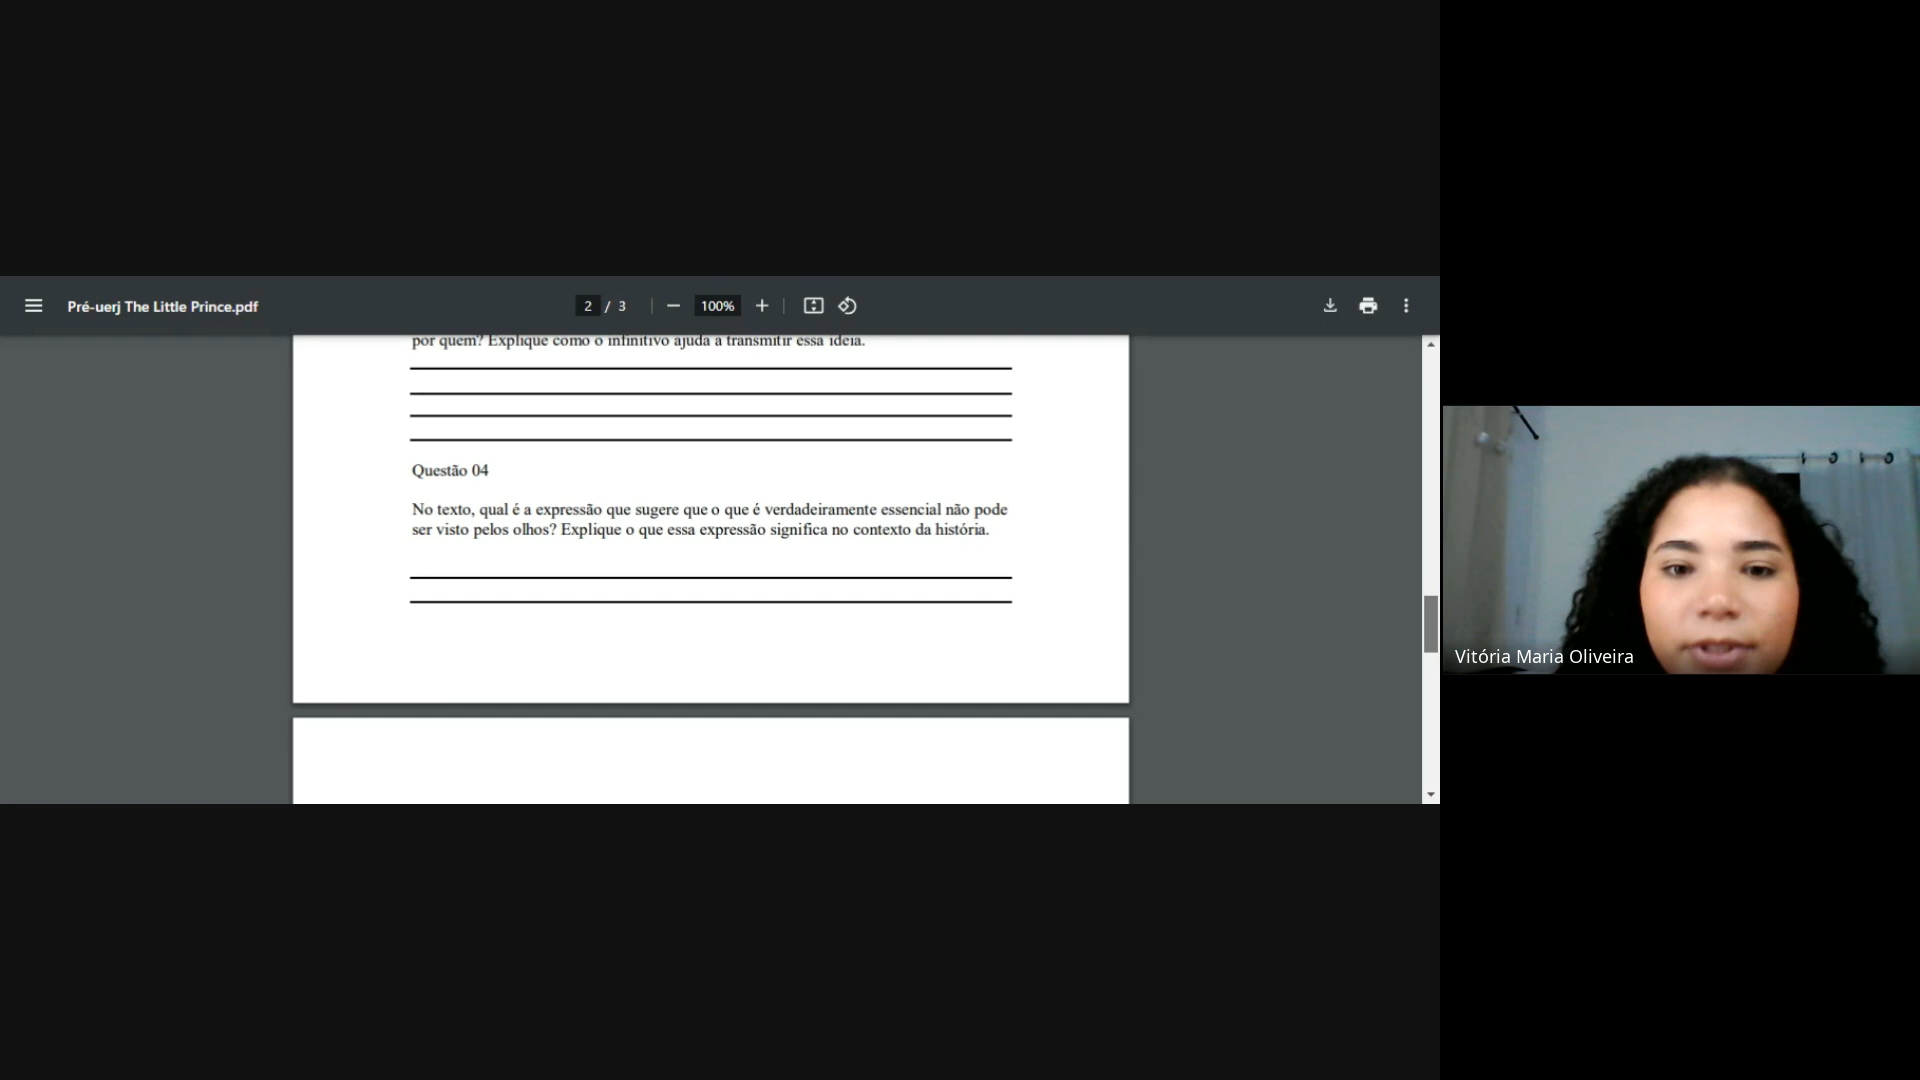 Pré-uerj The Little Prince.pdf
2 / 3
100%
por quem? Explique como o infinitivo ajuda a transmitir essa ideia.
Questão 04
No texto, qual é a expressão que sugere que o que é verdadeiramente essencial não pode
ser visto pelos olhos? Explique o que essa expressão significa no contexto da história.
Vitória Maria Oliveira